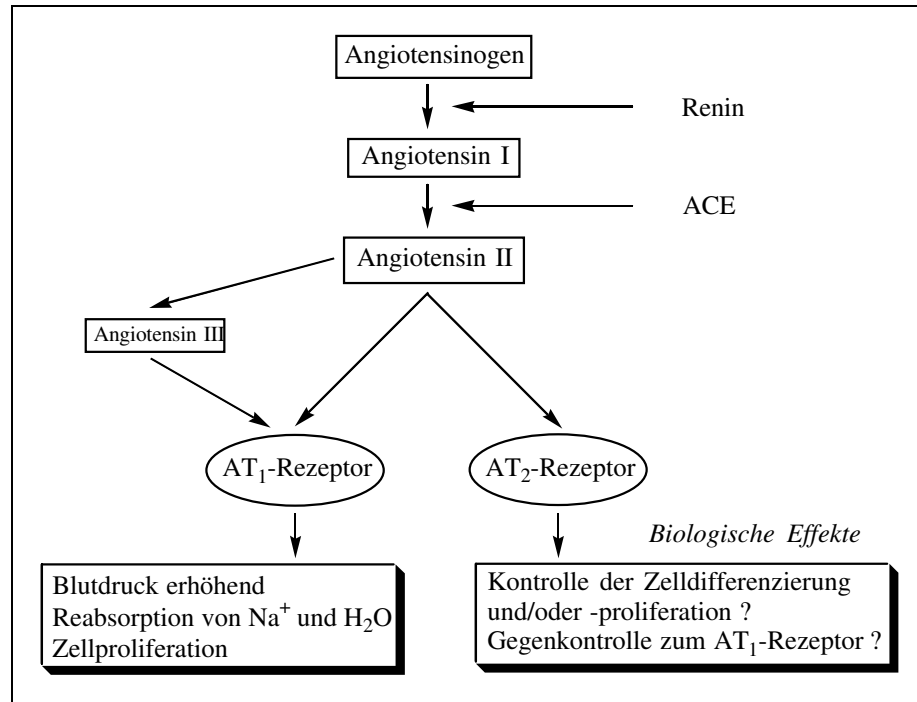 Angiotensinogen
Renin
Angiotensin I
ACE
Angiotensin II
Angiotensin III
AT₁-Rezeptor
AT₂-Rezeptor
Biologische Effekte
Blutdruck erhöhend
Reabsorption von Na⁺ und H₂O
Zellproliferation
Kontrolle der Zelldifferenzierung
und/oder -proliferation ?
Gegenkontrolle zum AT₁-Rezeptor ?